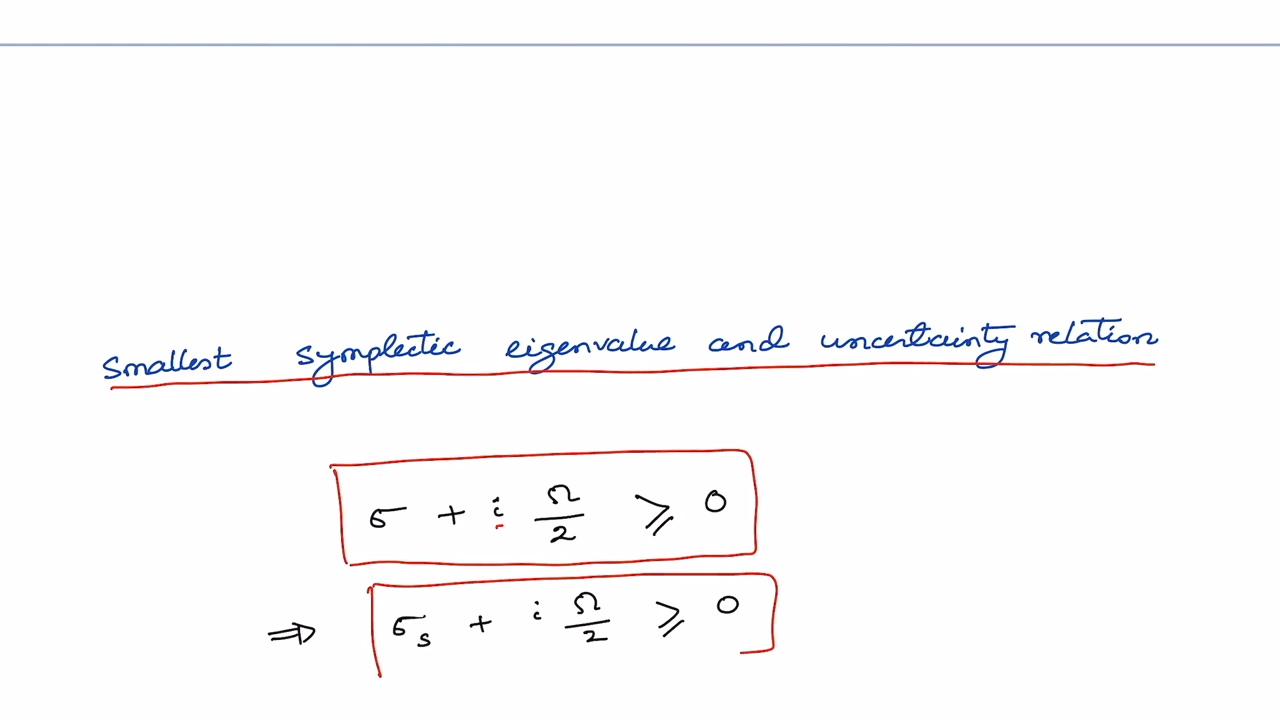 Smallest symplectic eigenvalue and uncertainty relation
σ + i Ω/2 ⩾ 0
⇒ σ_s + i Ω/2 ⩾ 0